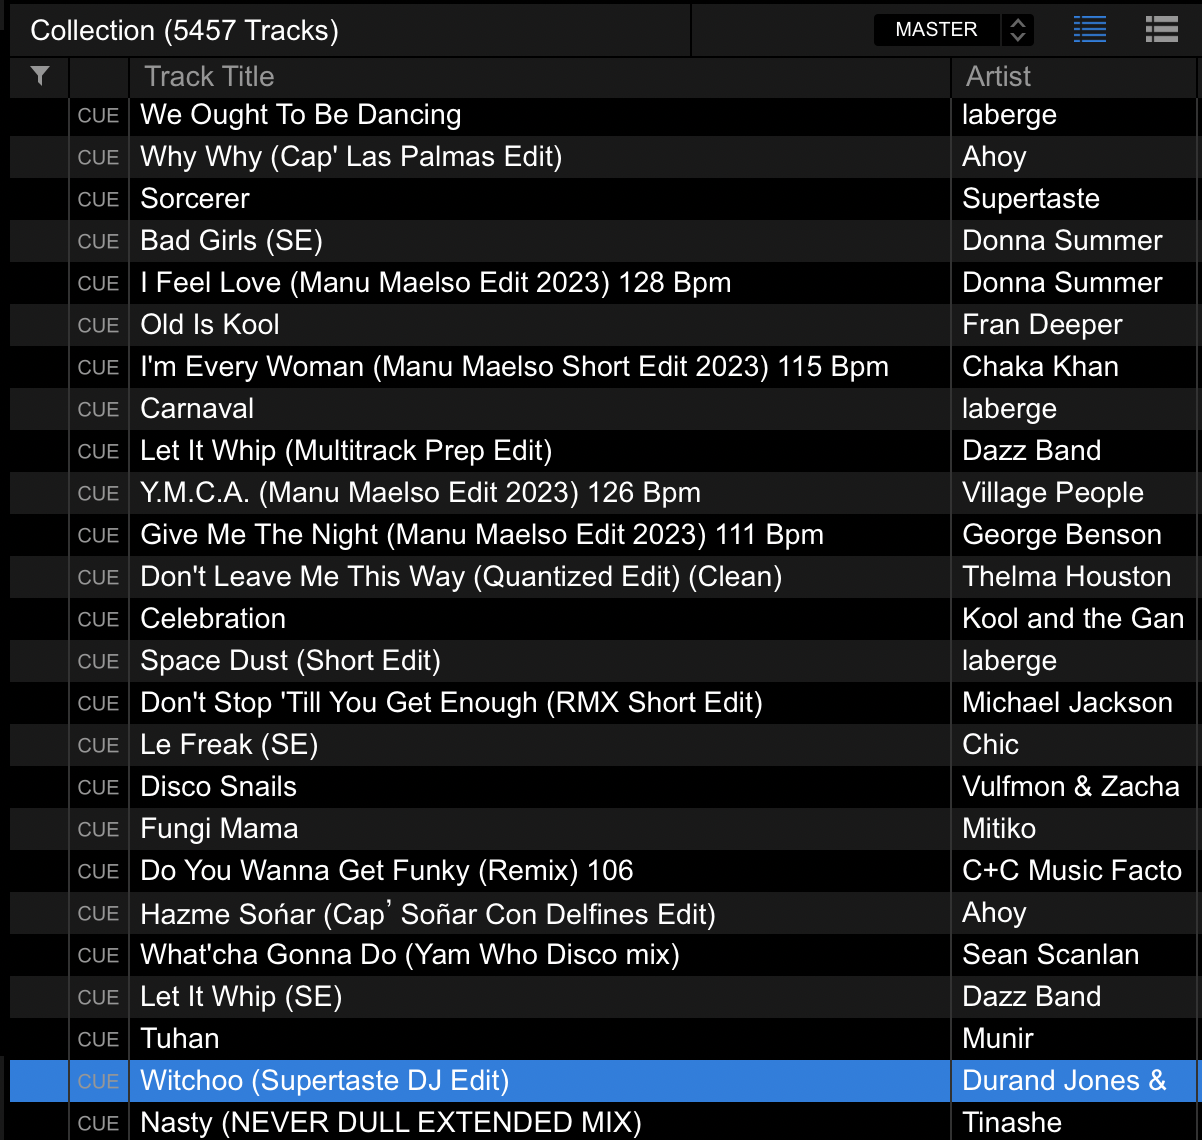 Collection (5457 Tracks) MASTER
Track Title Artist
CUE We Ought To Be Dancing laberge
CUE Why Why (Cap' Las Palmas Edit) Ahoy
CUE Sorcerer Supertaste
CUE Bad Girls (SE) Donna Summer
CUE I Feel Love (Manu Maelso Edit 2023) 128 Bpm Donna Summer
CUE Old Is Kool Fran Deeper
CUE I'm Every Woman (Manu Maelso Short Edit 2023) 115 Bpm Chaka Khan
CUE Carnaval laberge
CUE Let It Whip (Multitrack Prep Edit) Dazz Band
CUE Y.M.C.A. (Manu Maelso Edit 2023) 126 Bpm Village People
CUE Give Me The Night (Manu Maelso Edit 2023) 111 Bpm George Benson
CUE Don't Leave Me This Way (Quantized Edit) (Clean) Thelma Houston
CUE Celebration Kool and the Gan
CUE Space Dust (Short Edit) laberge
CUE Don't Stop 'Till You Get Enough (RMX Short Edit) Michael Jackson
CUE Le Freak (SE) Chic
CUE Disco Snails Vulfmon & Zacha
CUE Fungi Mama Mitiko
CUE Do You Wanna Get Funky (Remix) 106 C+C Music Facto
CUE Hazme Sońar (Cap’ Soñar Con Delfines Edit) Ahoy
CUE What'cha Gonna Do (Yam Who Disco mix) Sean Scanlan
CUE Let It Whip (SE) Dazz Band
CUE Tuhan Munir
CUE Witchoo (Supertaste DJ Edit) Durand Jones &
CUE Nasty (NEVER DULL EXTENDED MIX) Tinashe